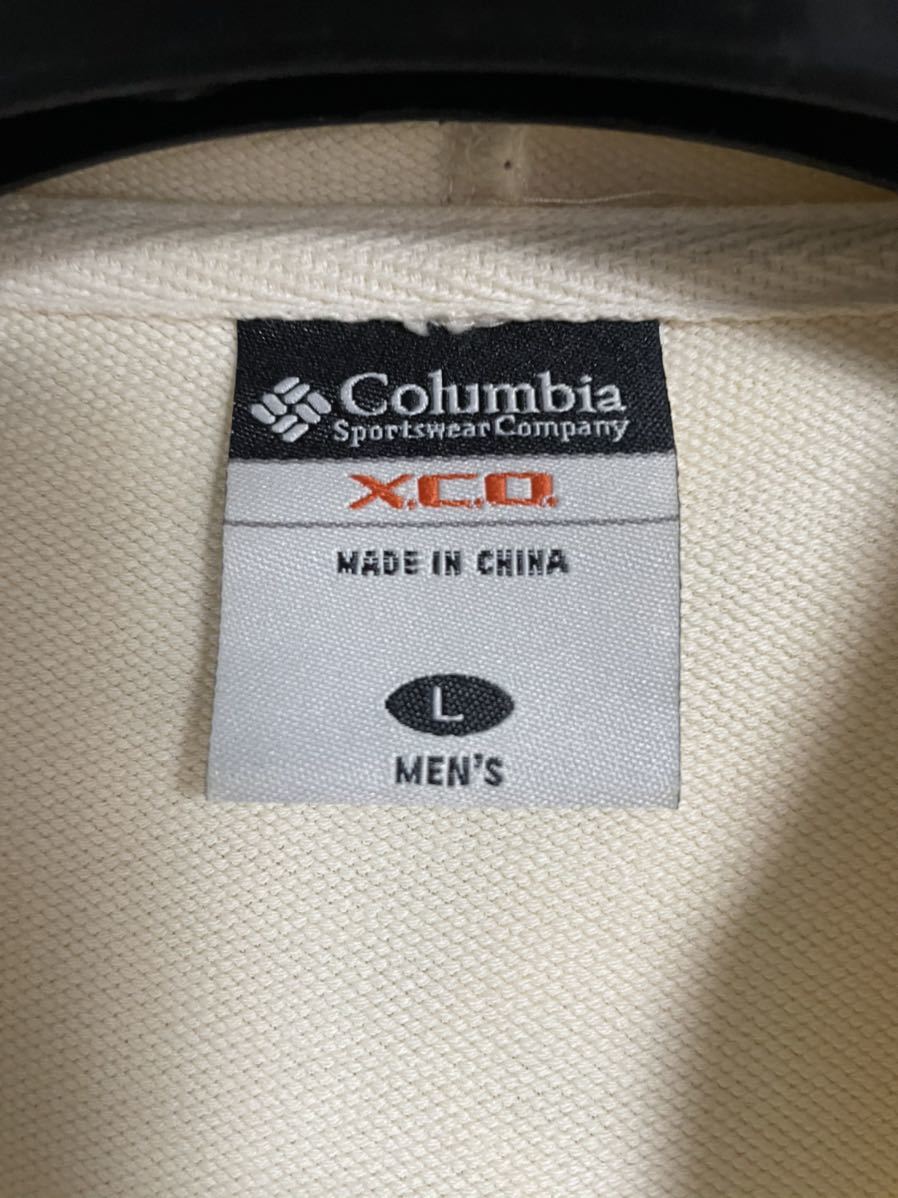 Columbia
Sportswear Company
X.C.O.
MADE IN CHINA
L
MEN'S